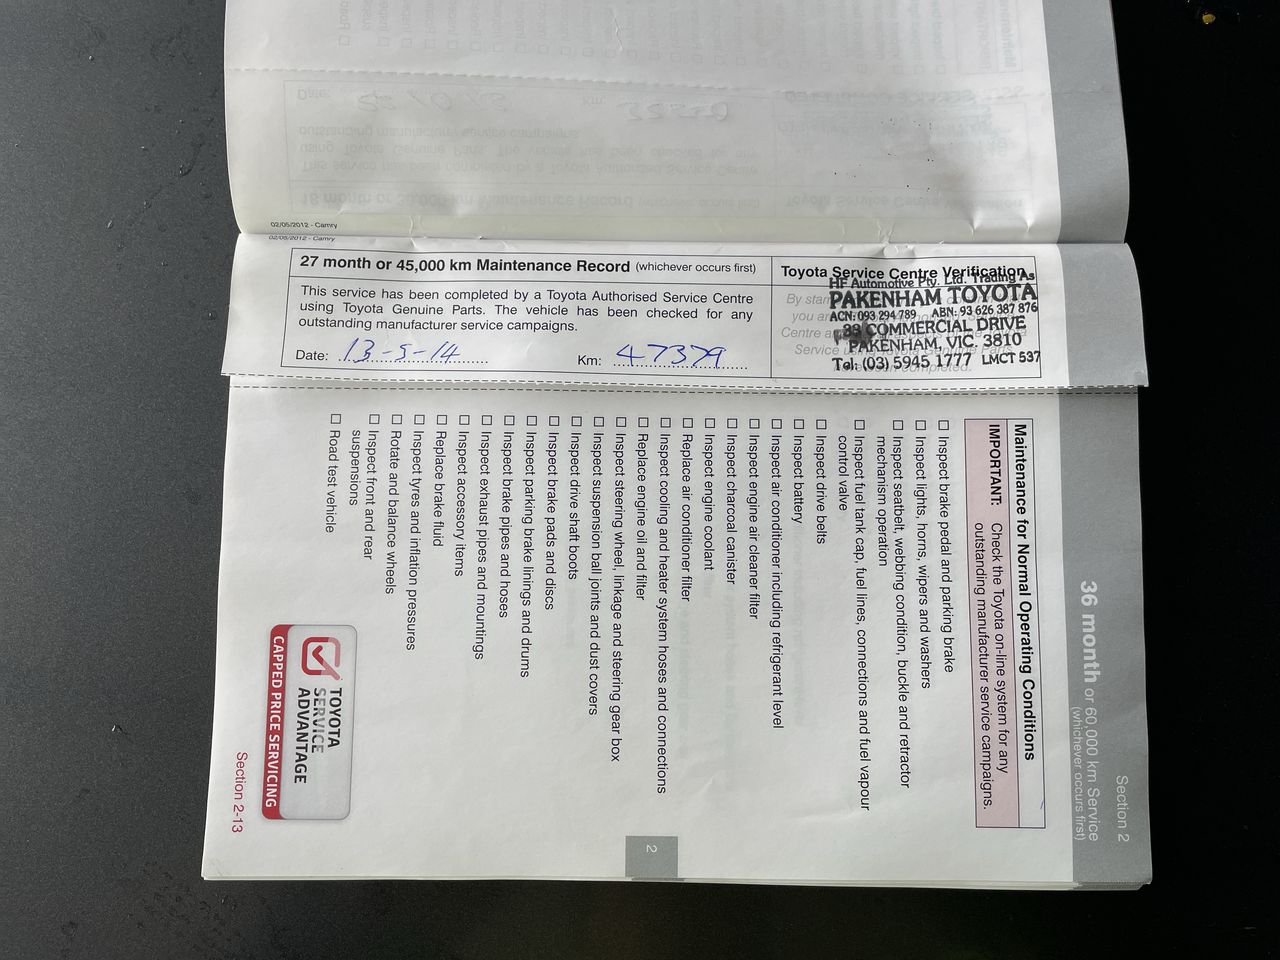 02/05/2012 - Camry
02/05/2012 - Camry
27 month or 45,000 km Maintenance Record (whichever occurs first)
This service has been completed by a Toyota Authorised Service Centre
using Toyota Genuine Parts. The vehicle has been checked for any
outstanding manufacturer service campaigns.
Date: 13-5-14
Km: 47379
Toyota Service Centre Verification
HF Automotive Pty. Ltd. Trading As
PAKENHAM TOYOTA
ACN: 093 294 789 ABN: 93 626 387 876
88 COMMERCIAL DRIVE
PAKENHAM, VIC. 3810
Tel: (03) 5945 1777 LMCT 537
Section 2
36 month or 60,000 km Service
(whichever occurs first)
Maintenance for Normal Operating Conditions
IMPORTANT: Check the Toyota on-line system for any
outstanding manufacturer service campaigns.
Inspect brake pedal and parking brake
Inspect lights, horns, wipers and washers
Inspect seatbelt, webbing condition, buckle and retractor
mechanism operation
Inspect fuel tank cap, fuel lines, connections and fuel vapour
control valve
Inspect drive belts
Inspect battery
Inspect air conditioner including refrigerant level
Inspect engine air cleaner filter
Inspect charcoal canister
Inspect engine coolant
Replace air conditioner filter
Inspect cooling and heater system hoses and connections
Replace engine oil and filter
Inspect steering wheel, linkage and steering gear box
Inspect suspension ball joints and dust covers
Inspect drive shaft boots
Inspect brake pads and discs
Inspect parking brake linings and drums
Inspect brake pipes and hoses
Inspect exhaust pipes and mountings
Inspect accessory items
Replace brake fluid
Inspect tyres and inflation pressures
Rotate and balance wheels
Inspect front and rear
suspensions
Road test vehicle
TOYOTA
SERVICE
ADVANTAGE
CAPPED PRICE SERVICING
2
Section 2-13